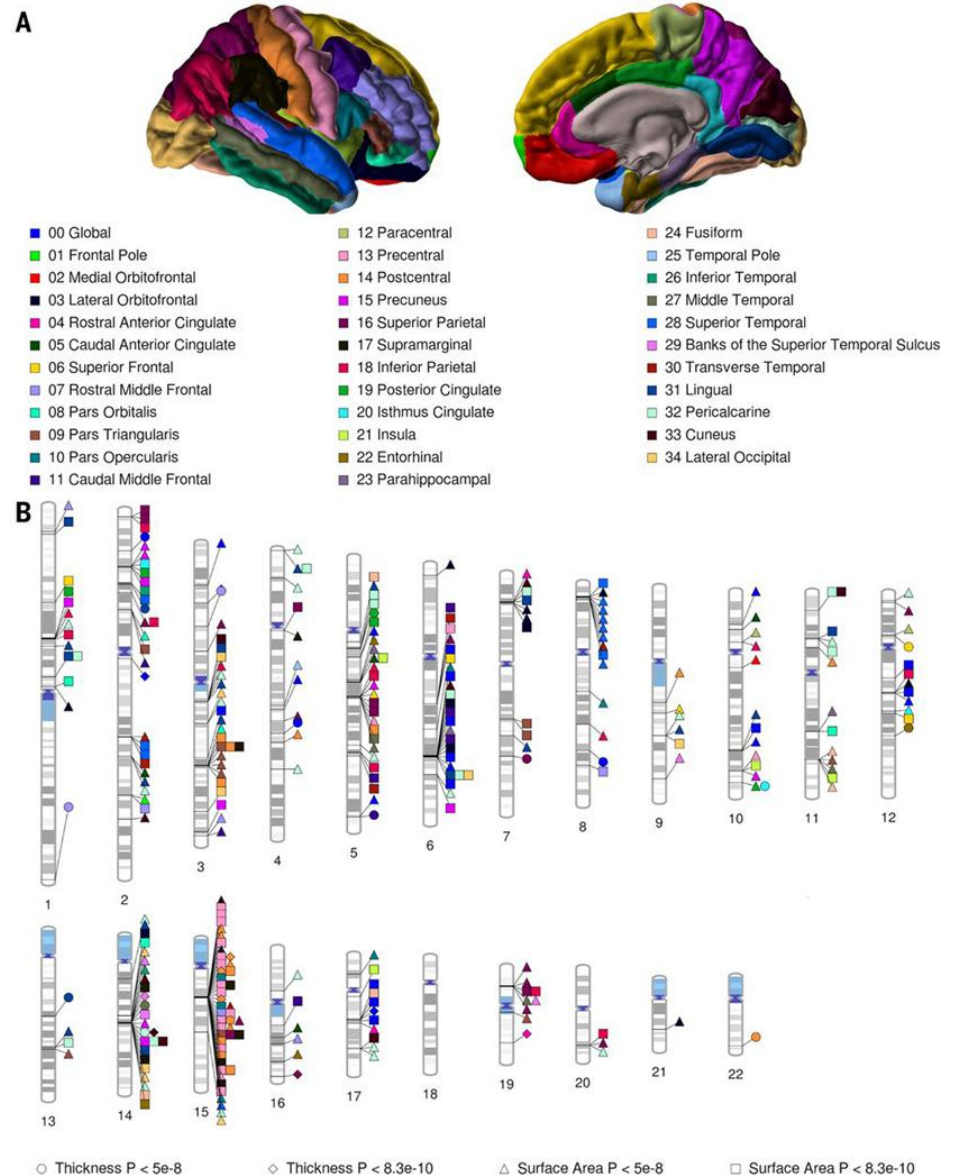 A
00 Global
01 Frontal Pole
02 Medial Orbitofrontal
03 Lateral Orbitofrontal
04 Rostral Anterior Cingulate
05 Caudal Anterior Cingulate
06 Superior Frontal
07 Rostral Middle Frontal
08 Pars Orbitalis
09 Pars Triangularis
10 Pars Opercularis
11 Caudal Middle Frontal
12 Paracentral
13 Precentral
14 Postcentral
15 Precuneus
16 Superior Parietal
17 Supramarginal
18 Inferior Parietal
19 Posterior Cingulate
20 Isthmus Cingulate
21 Insula
22 Entorhinal
23 Parahippocampal
24 Fusiform
25 Temporal Pole
26 Inferior Temporal
27 Middle Temporal
28 Superior Temporal
29 Banks of the Superior Temporal Sulcus
30 Transverse Temporal
31 Lingual
32 Pericalcarine
33 Cuneus
34 Lateral Occipital
B
1
2
3
4
5
6
7
8
9
10
11
12
13
14
15
16
17
18
19
20
21
22
Thickness P < 5e-8
Thickness P < 8.3e-10
Surface Area P < 5e-8
Surface Area P < 8.3e-10